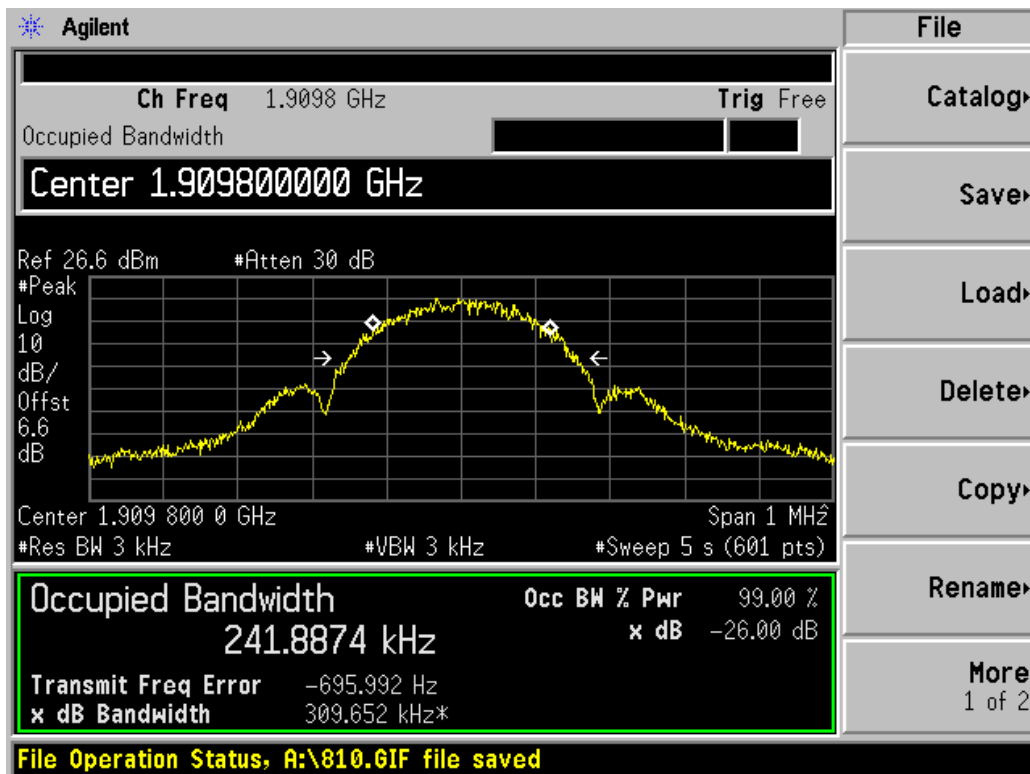 Agilent
File
Ch Freq 1.9098 GHz Trig Free
Occupied Bandwidth
Center 1.909800000 GHz
Ref 26.6 dBm #Atten 30 dB
#Peak
Log
10
dB/
Offst
6.6
dB
Center 1.909 800 0 GHz Span 1 MHz
#Res BW 3 kHz #VBW 3 kHz #Sweep 5 s (601 pts)
Occupied Bandwidth
241.8874 kHz
Occ BW % Pwr 99.00 %
x dB -26.00 dB
Transmit Freq Error -695.992 Hz
x dB Bandwidth 309.652 kHz*
File Operation Status, A:\810.GIF file saved
Catalog
Save
Load
Delete
Copy
Rename
More
1 of 2